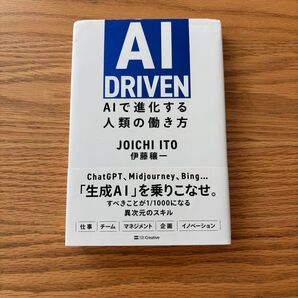 AI
DRIVEN
AIで進化する
人類の働き方
JOICHI ITO
伊藤穰一
ChatGPT、Midjourney、Bing...
「生成AI」を乗りこなせ。
すべきことが1/1000になる
異次元のスキル
仕事 チーム マネジメント 企画 イノベーション
SB Creative